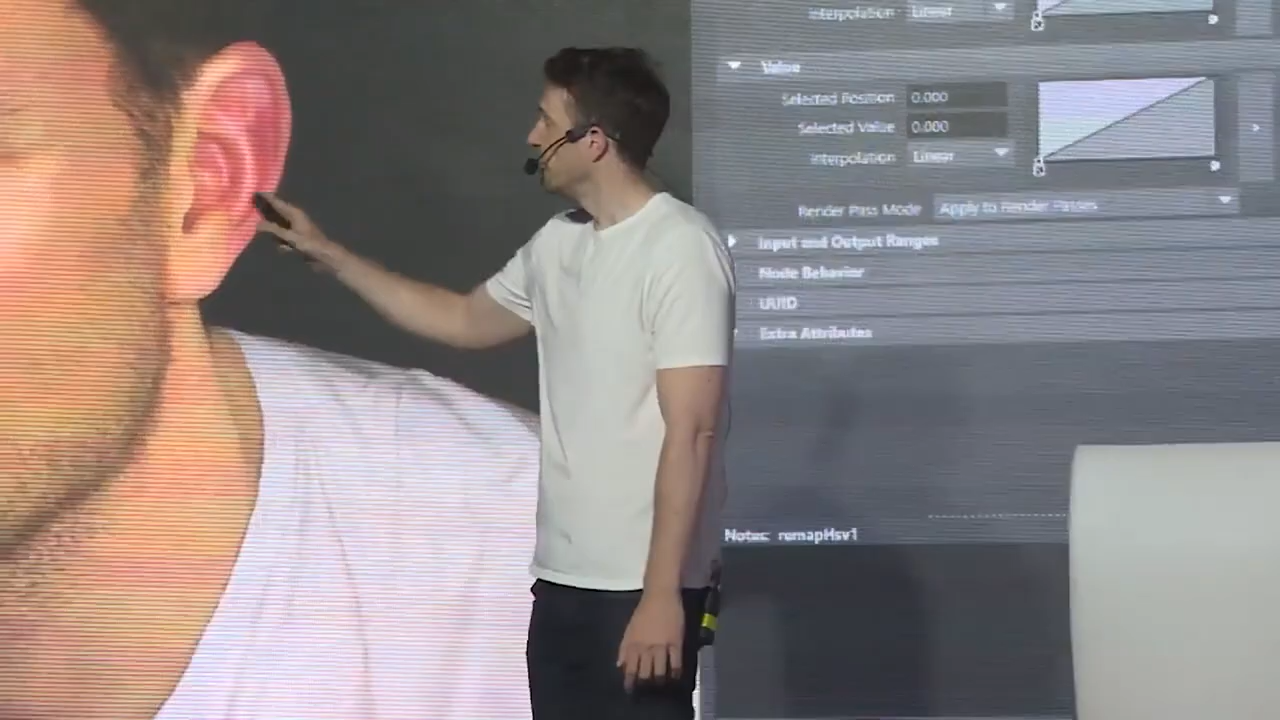 Interpolation Linear
Value
Selected Position 0.000
Selected Value 0.000
Interpolation Linear
Render Pass Mode Apply to Render Passes
Input and Output Ranges
Node Behavior
UUID
Extra Attributes
Notes: remapHsv1